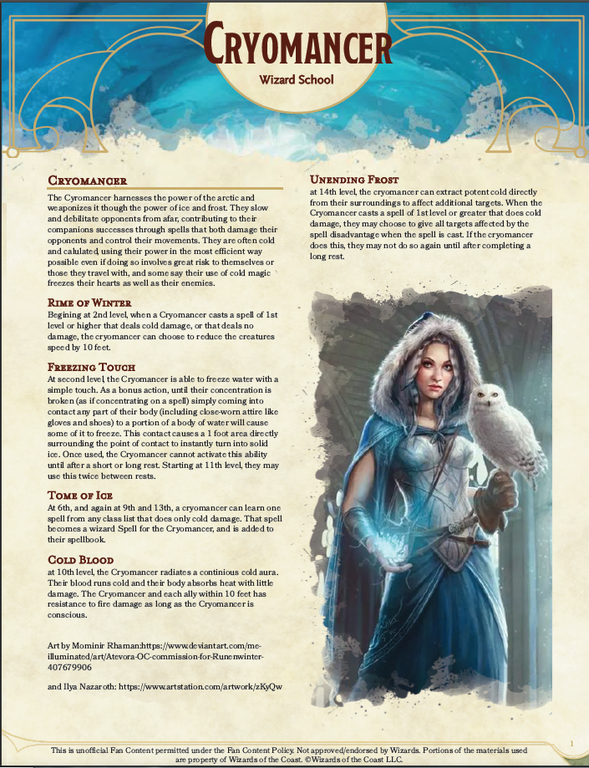 CRYOMANCER
Wizard School
CRYOMANCER
The Cyromancer harnesses the power of the arctic and
weaponizes it though the power of ice and frost. They slow
and debilitate opponents from afar, contributing to their
companions successes through spells that both damage their
opponents and control their movements. They are often cold
and calulated, using their power in the most efficient way
possible even if doing so involves great risk to themselves or
those they travel with, and some say their use of cold magic
freezes their hearts as well as their enemies.
RIME OF WINTER
Begining at 2nd level, when a Cryomancer casts a spell of 1st
level or higher that deals cold damage, or that deals no
damage, the cryomancer can choose to reduce the creatures
speed by 10 feet.
FREEZING TOUCH
At second level, the Cryomancer is able to freeze water with a
simple touch. As a bonus action, until their concentration is
broken (as if concentrating on a spell) simply coming into
contact any part of their body (including close-worn attire like
gloves and shoes) to a portion of a body of water will cause
some of it to freeze. This contact causes a 1 foot area directly
surrounding the point of contact to instantly turn into solid
ice. Once used, the Cryomancer cannot activate this ability
until after a short or long rest. Starting at 11th level, they may
use this twice between rests.
TOME OF ICE
At 6th, and again at 9th and 13th, a cryomancer can learn one
spell from any class list that does only cold damage. That spell
becomes a wizard Spell for the Cryomancer, and is added to
their spellbook.
COLD BLOOD
at 10th level, the Cryomancer radiates a continious cold aura.
Their blood runs cold and their body absorbs heat with little
damage. The Cryomancer and each ally within 10 feet has
resistance to fire damage as long as the Cryomancer is
conscious.
Art by Mominir Rhaman:https://www.deviantart.com/me-
illuminated/art/Atevora-OC-commission-for-Runenwinter-
407679906
and Ilya Nazaroth: https://www.artstation.com/artwork/zKyQw
UNENDING FROST
at 14th level, the cryomancer can extract potent cold directly
from their surroundings to affect additional targets. When the
Cryomancer casts a spell of 1st level or greater that does cold
damage, they may choose to give all targets affected by the
spell disadvantage when the spell is cast. If the cryomancer
does this, they may not do so again until after completing a
long rest.
1
This is unofficial Fan Content permitted under the Fan Content Policy. Not approved/endorsed by Wizards. Portions of the materials used
are property of Wizards of the Coast. ©Wizards of the Coast LLC.